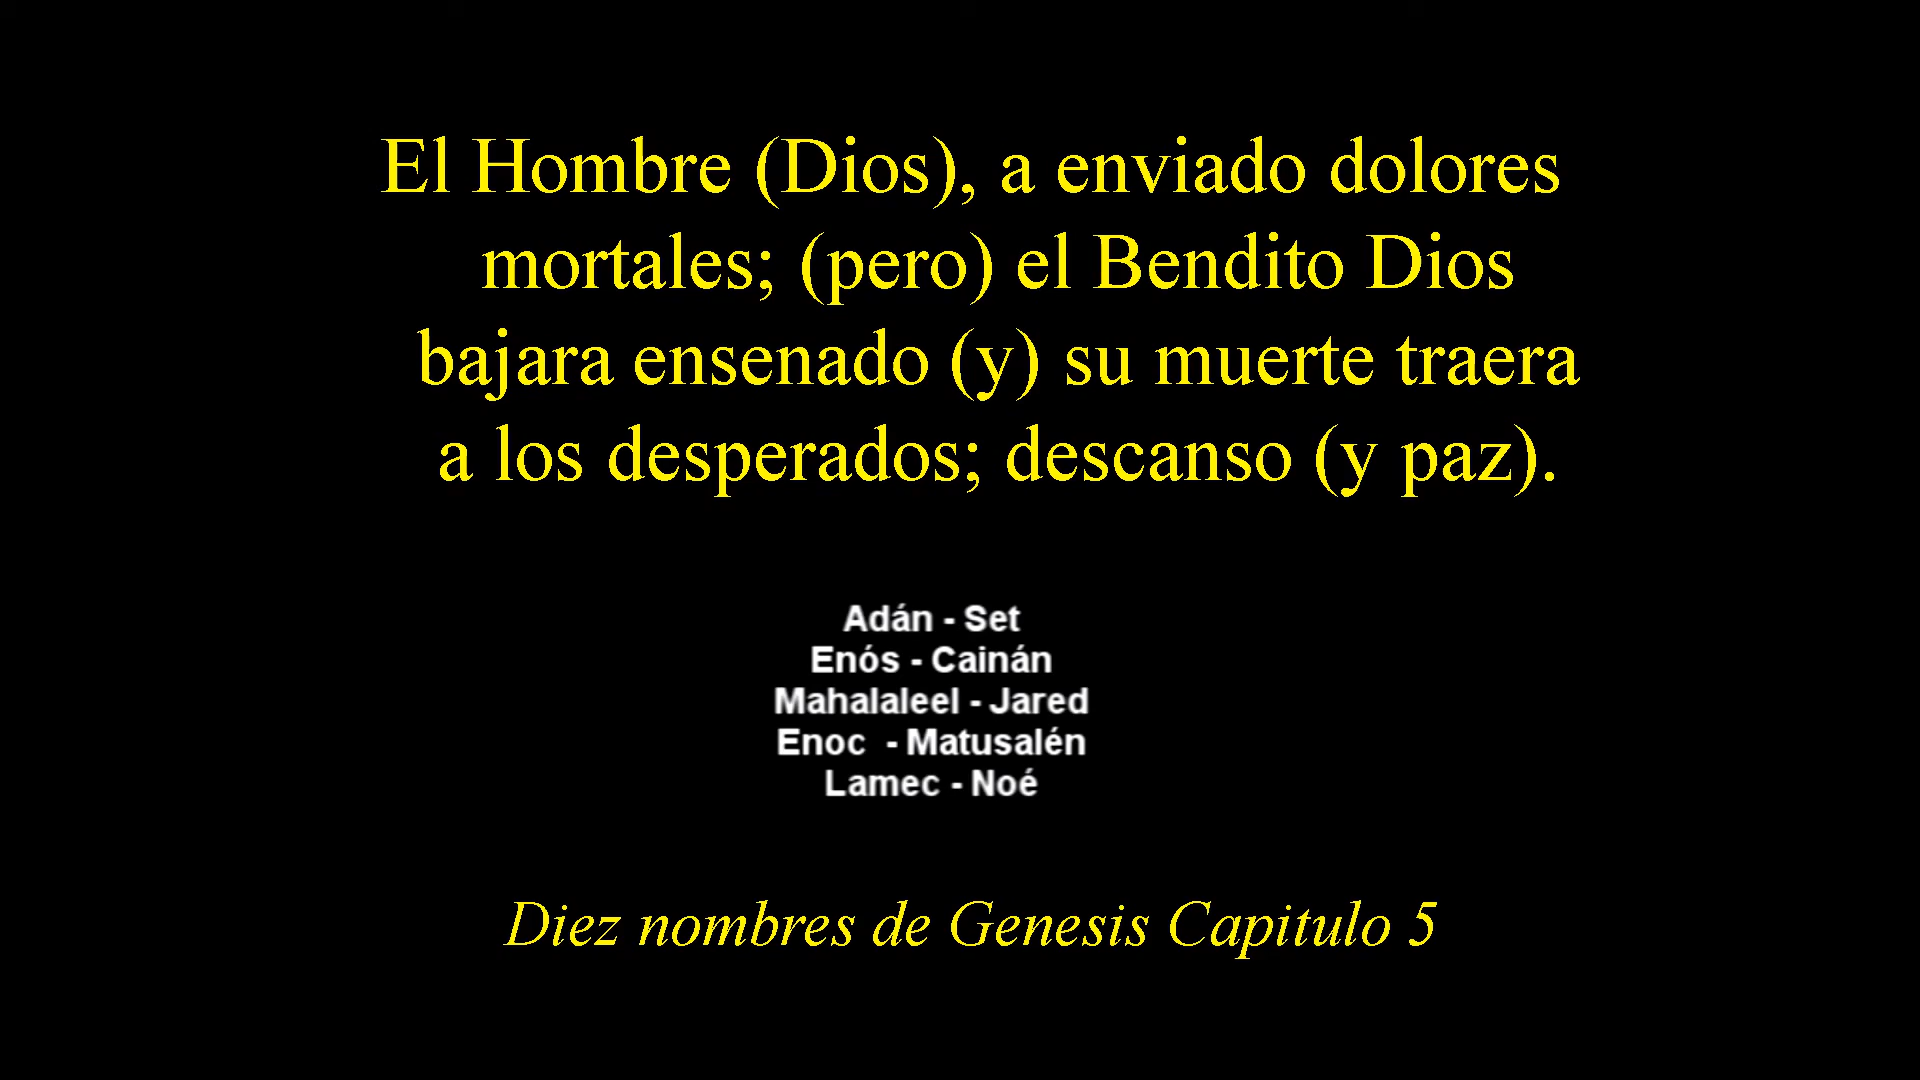 El Hombre (Dios), a enviado dolores
mortales; (pero) el Bendito Dios
bajara ensenado (y) su muerte traera
a los desperados; descanso (y paz).
Adán - Set
Enós - Cainán
Mahalaleel - Jared
Enoc - Matusalén
Lamec - Noé
Diez nombres de Genesis Capitulo 5